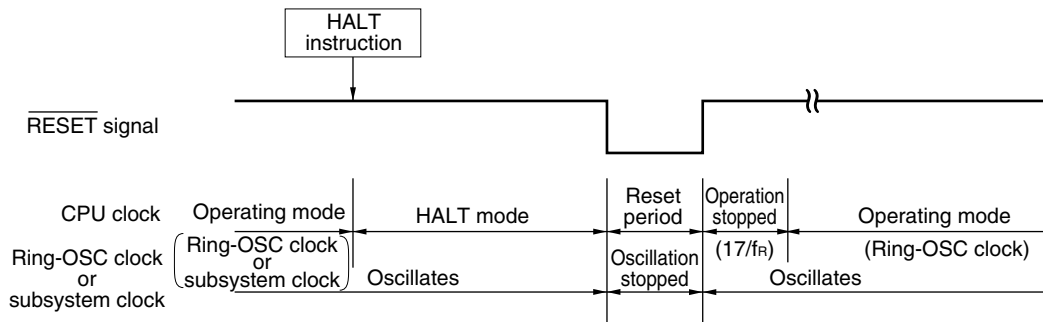 HALT
instruction
RESET signal
CPU clock
Operating mode
HALT mode
Reset
period
Operation
stopped
(17/fR)
Operating mode
(Ring-OSC clock)
Ring-OSC clock
or
subsystem clock
Ring-OSC clock
or
subsystem clock
Oscillates
Oscillation
stopped
Oscillates